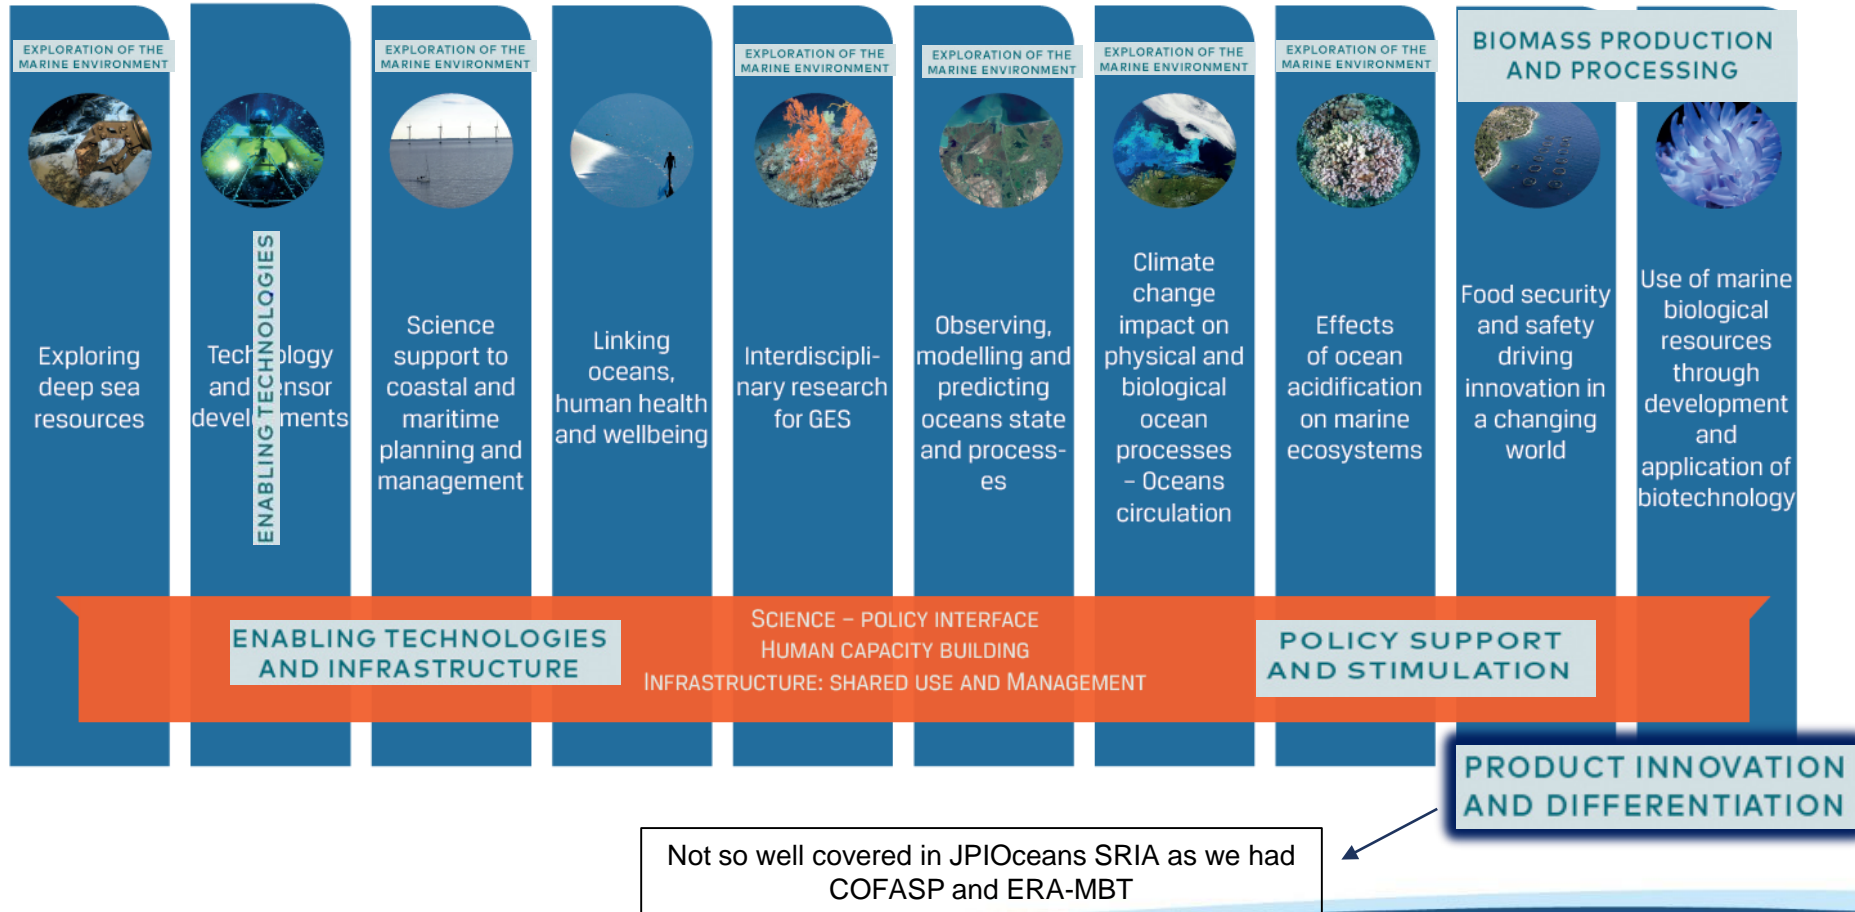 EXPLORATION OF THE
MARINE ENVIRONMENT
Exploring
deep sea
resources
Technology
and sensor
developments
ENABLING TECHNOLOGIES
EXPLORATION OF THE
MARINE ENVIRONMENT
Science
support to
coastal and
maritime
planning and
management
Linking
oceans,
human health
and wellbeing
EXPLORATION OF THE
MARINE ENVIRONMENT
Interdiscipli-
nary research
for GES
EXPLORATION OF THE
MARINE ENVIRONMENT
Observing,
modelling and
predicting
oceans state
and process-
es
EXPLORATION OF THE
MARINE ENVIRONMENT
Climate
change
impact on
physical and
biological
ocean
processes
– Oceans
circulation
EXPLORATION OF THE
MARINE ENVIRONMENT
Effects
of ocean
acidification
on marine
ecosystems
BIOMASS PRODUCTION
AND PROCESSING
Food security
and safety
driving
innovation in
a changing
world
Use of marine
biological
resources
through
development
and
application of
biotechnology
ENABLING TECHNOLOGIES
AND INFRASTRUCTURE
SCIENCE – POLICY INTERFACE
HUMAN CAPACITY BUILDING
INFRASTRUCTURE: SHARED USE AND MANAGEMENT
POLICY SUPPORT
AND STIMULATION
PRODUCT INNOVATION
AND DIFFERENTIATION
Not so well covered in JPIOceans SRIA as we had
COFASP and ERA-MBT